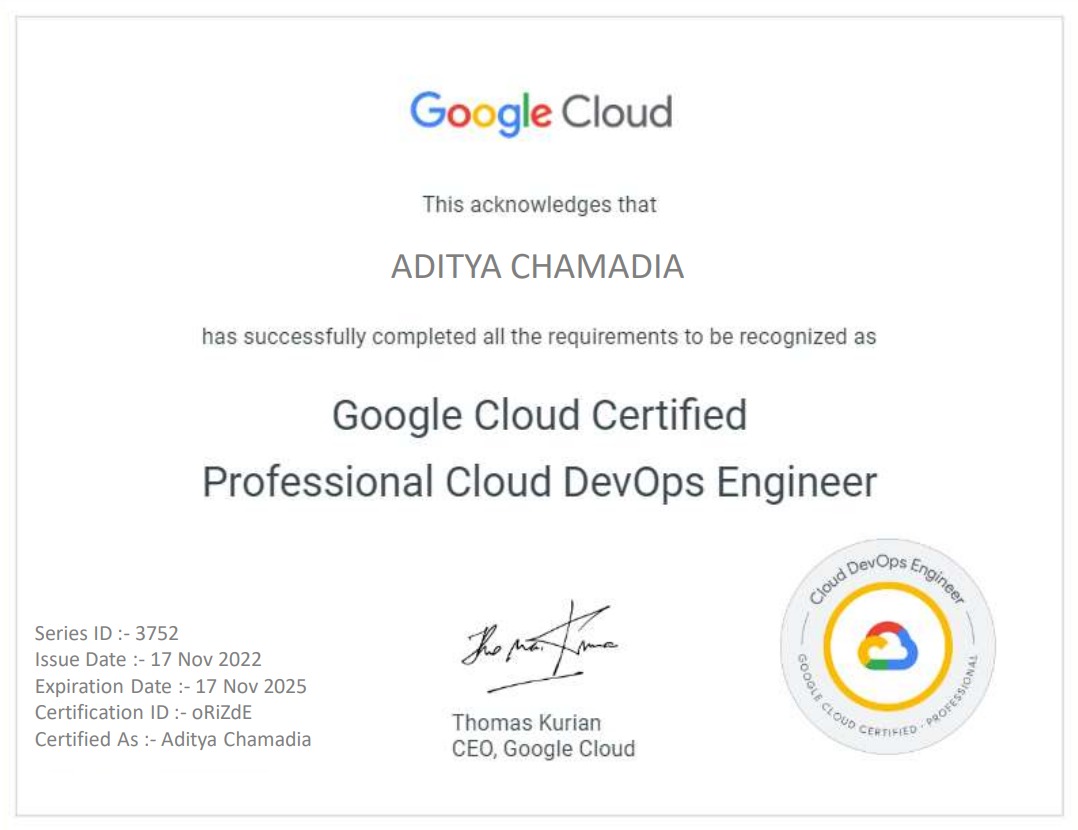 Google Cloud
This acknowledges that
ADITYA CHAMADIA
has successfully completed all the requirements to be recognized as
Google Cloud Certified
Professional Cloud DevOps Engineer
Series ID :- 3752
Issue Date :- 17 Nov 2022
Expiration Date :- 17 Nov 2025
Certification ID :- oRiZdE
Certified As :- Aditya Chamadia
Thomas Kurian
CEO, Google Cloud
Cloud DevOps Engineer
GOOGLE CLOUD CERTIFIED · PROFESSIONAL